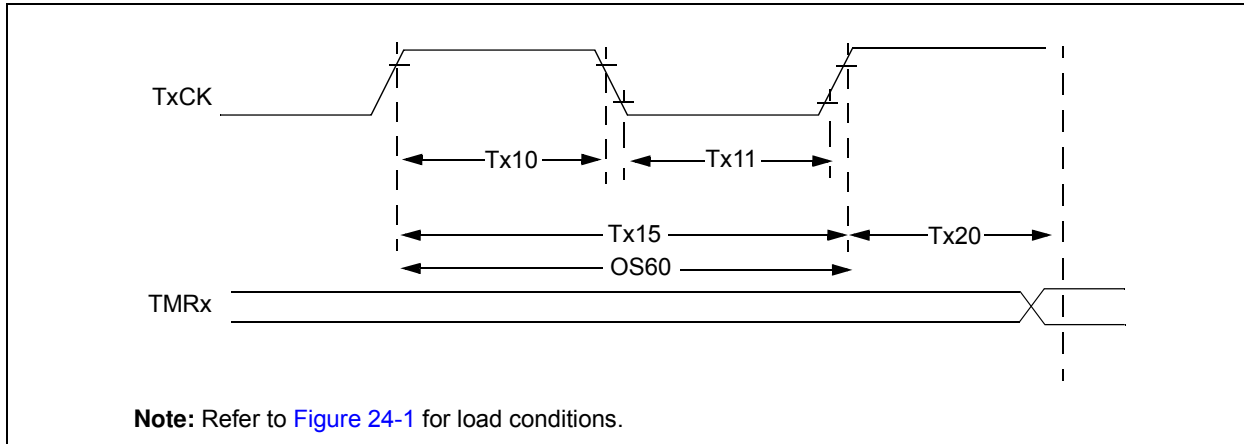 TxCK
Tx10
Tx11
Tx15
Tx20
OS60
TMRx
Note: Refer to Figure 24-1 for load conditions.